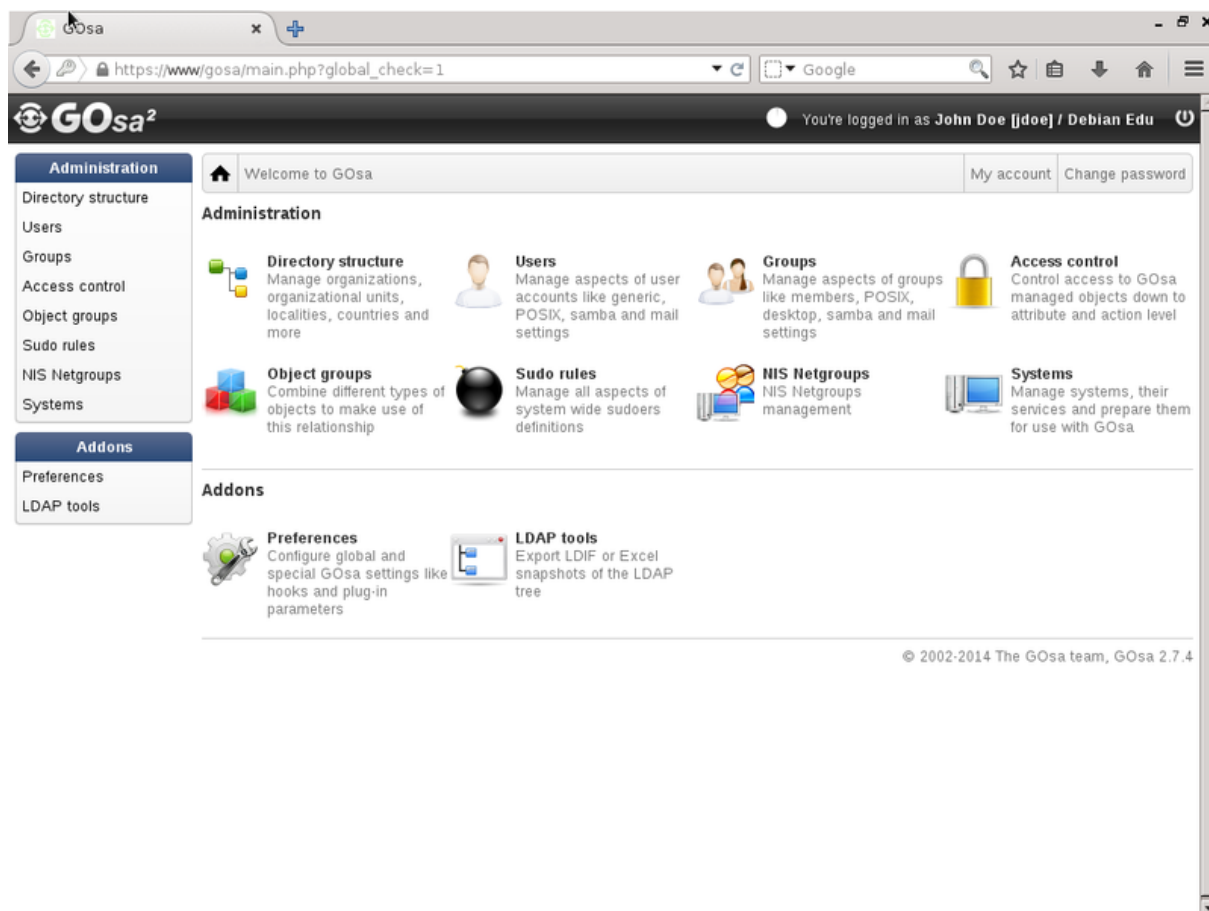 GOsa
https://www/gosa/main.php?global_check=1
Google
GOsa²
You're logged in as John Doe [jdoe] / Debian Edu
Administration
Directory structure
Users
Groups
Access control
Object groups
Sudo rules
NIS Netgroups
Systems
Addons
Preferences
LDAP tools
Welcome to GOsa
My account
Change password
Administration
Directory structure
Manage organizations,
organizational units,
localities, countries and
more
Users
Manage aspects of user
accounts like generic,
POSIX, samba and mail
settings
Groups
Manage aspects of groups
like members, POSIX,
desktop, samba and mail
settings
Access control
Control access to GOsa
managed objects down to
attribute and action level
Object groups
Combine different types of
objects to make use of
this relationship
Sudo rules
Manage all aspects of
system wide sudoers
definitions
NIS Netgroups
NIS Netgroups
management
Systems
Manage systems, their
services and prepare them
for use with GOsa
Addons
Preferences
Configure global and
special GOsa settings like
hooks and plug-in
parameters
LDAP tools
Export LDIF or Excel
snapshots of the LDAP
tree
© 2002-2014 The GOsa team, GOsa 2.7.4